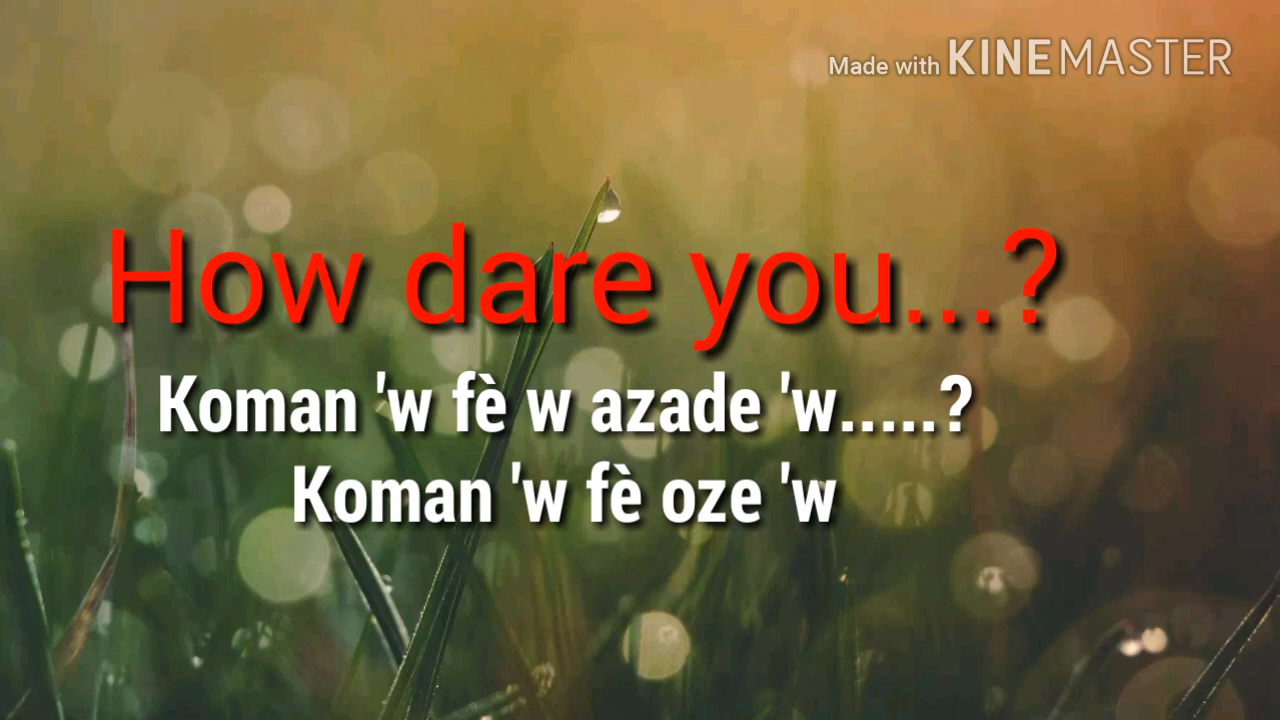 Made with KINEMASTER
How dare you...?
Koman 'w fè w azade 'w.....?
Koman 'w fè oze 'w